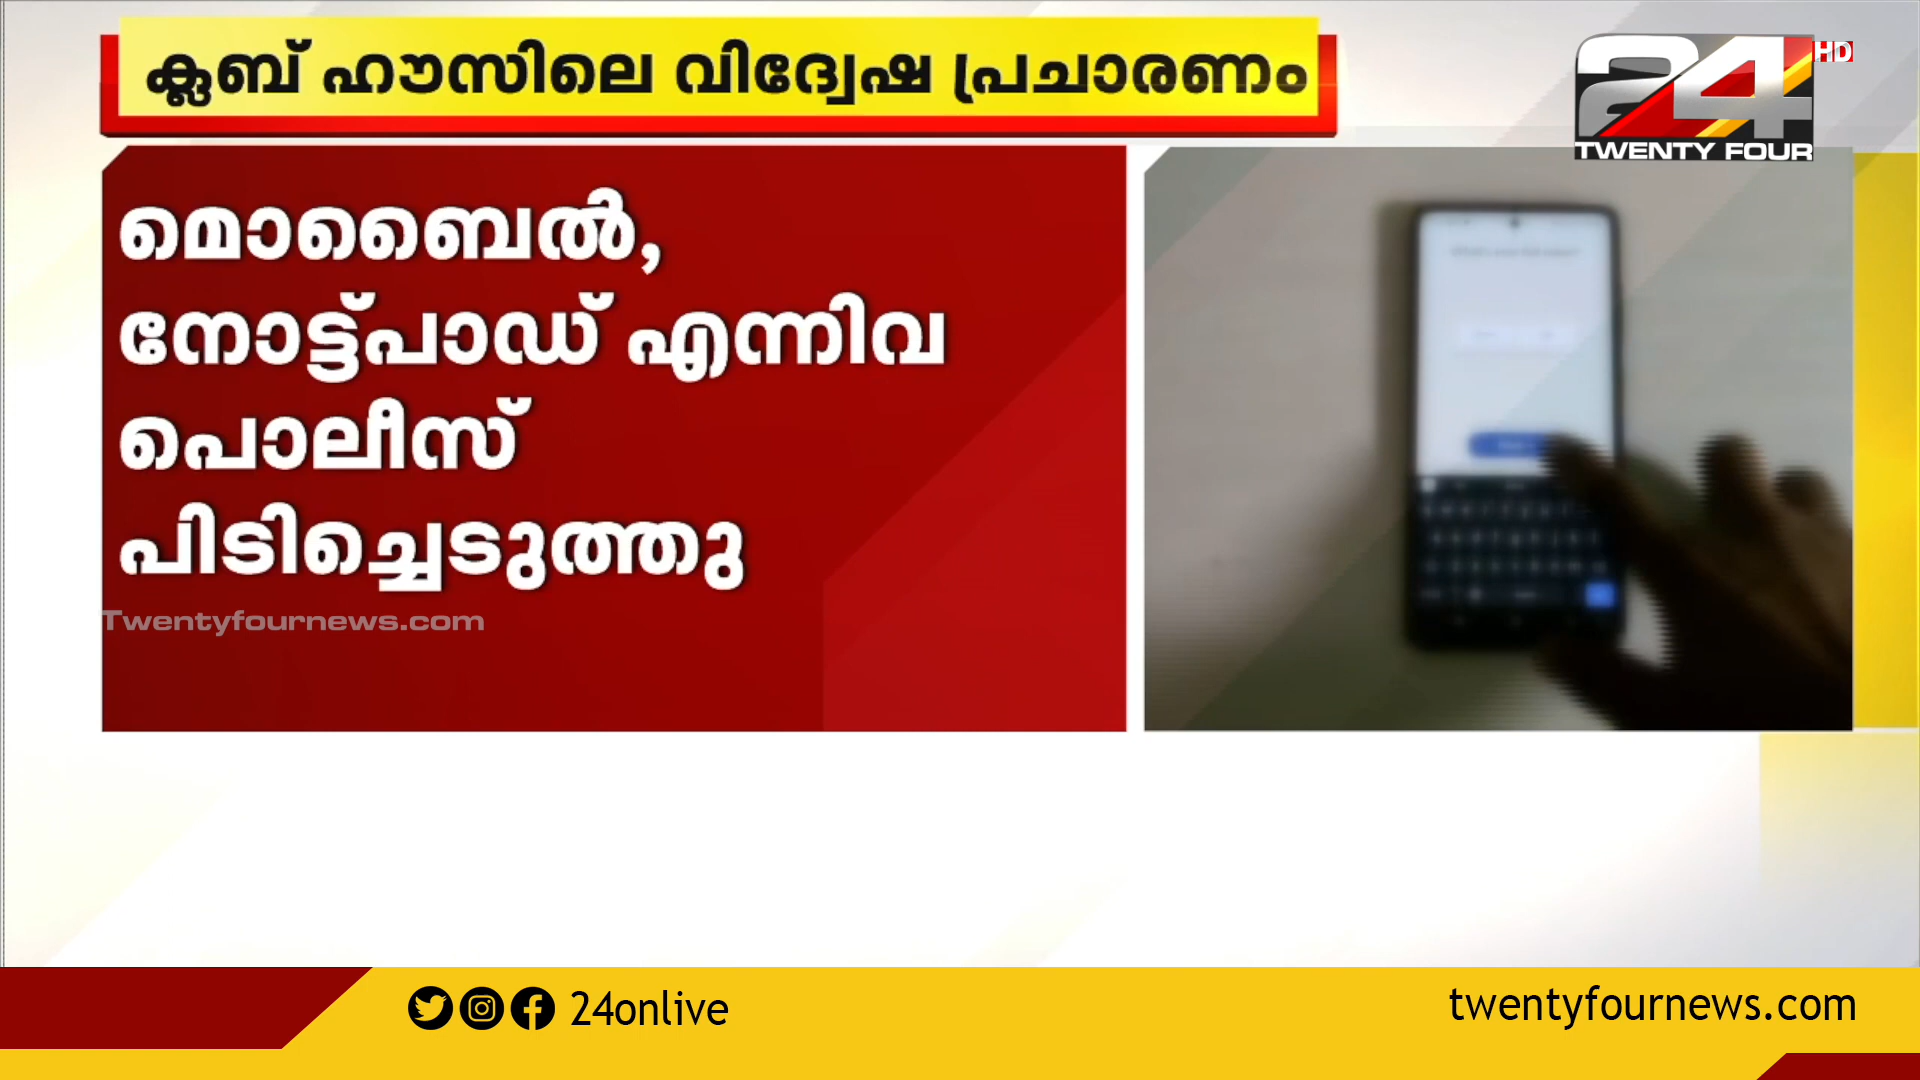 ക്ലബ് ഹൗസിലെ വിദ്വേഷ പ്രചാരണം
24 HD
TWENTY FOUR
മൊബൈൽ,
നോട്ട്പാഡ് എന്നിവ
പൊലീസ്
പിടിച്ചെടുത്തു
Twentyfournews.com
24onlive
twentyfournews.com